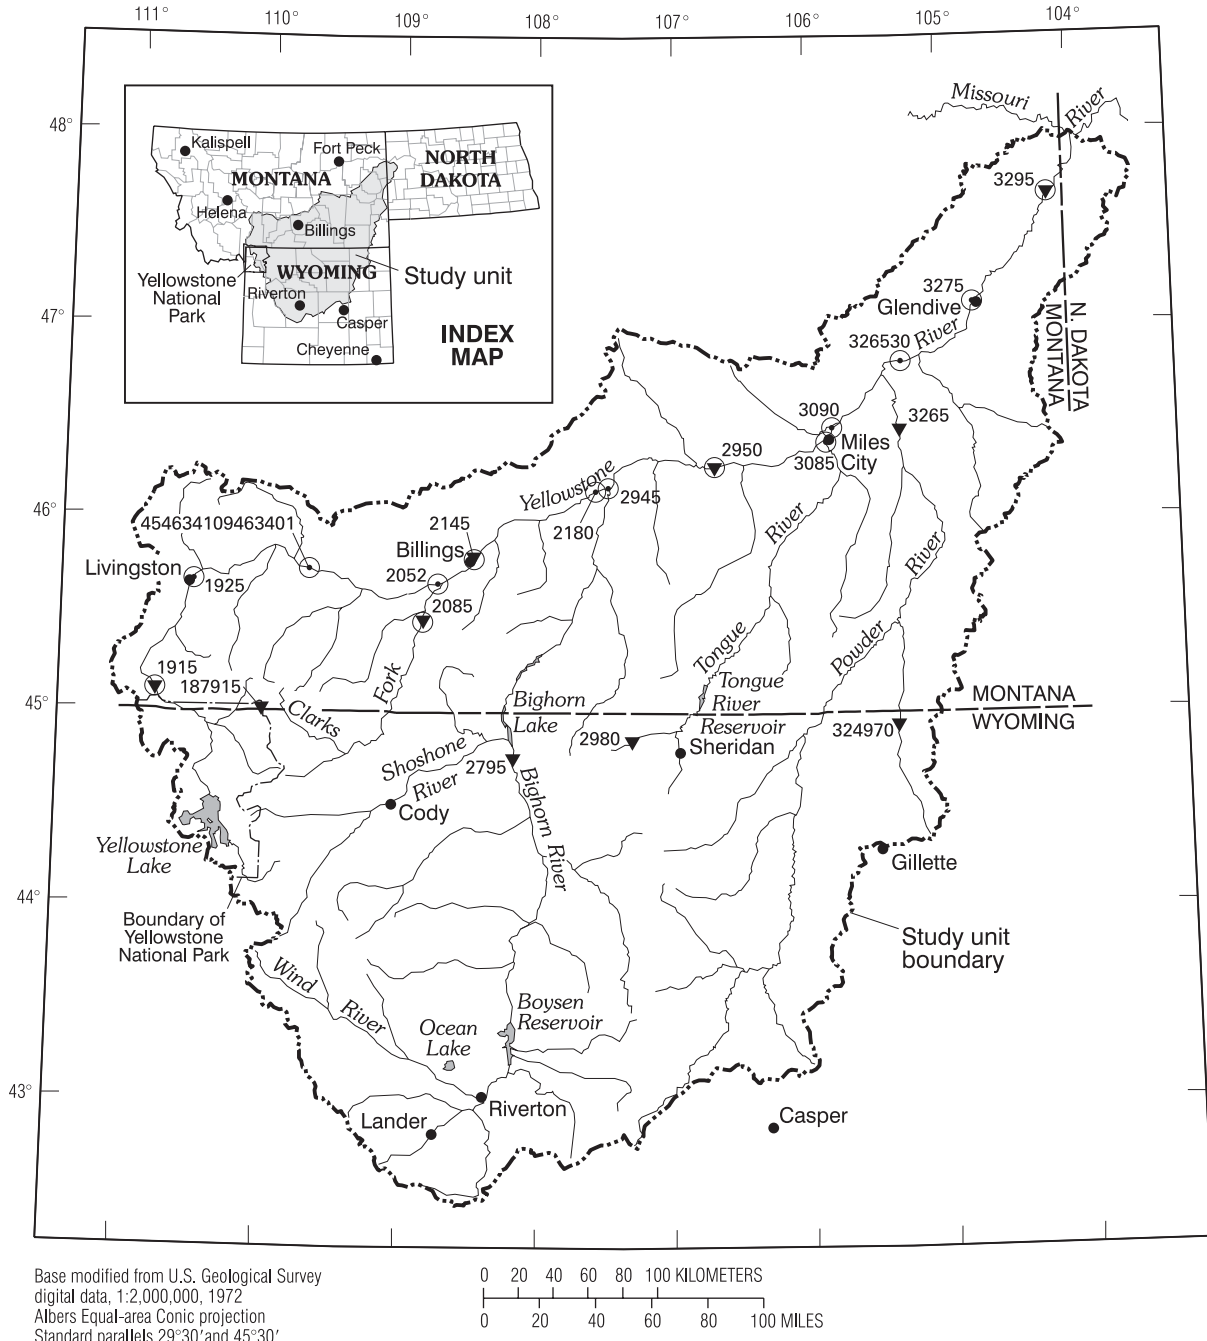 111°
110°
109°
108°
107°
106°
105°
104°
48°
47°
46°
45°
44°
43°
Kalispell
Fort Peck
MONTANA
NORTH
DAKOTA
Helena
Billings
WYOMING
Study unit
Yellowstone
National
Park
Riverton
Casper
Cheyenne
INDEX
MAP
Missouri
River
3295
3275
Glendive
326530
River
N. DAKOTA
MONTANA
3090
3265
Miles
City
3085
2950
Yellowstone
2945
2180
2145
Billings
454634109463401
Livingston
1925
2052
2085
River
River
1915
187915
Fork
Clarks
Tongue
Powder
Tongue
River
Reservoir
Bighorn
Lake
MONTANA
WYOMING
324970
2980
Sheridan
Shoshone
River
2795
Cody
Bighorn
River
Yellowstone
Lake
Gillette
Boundary of
Yellowstone
National Park
Study unit
boundary
Wind
River
Boysen
Reservoir
Ocean
Lake
Riverton
Lander
Casper
Base modified from U.S. Geological Survey
digital data, 1:2,000,000, 1972
Albers Equal-area Conic projection
Standard parallels 29°30′and 45°30′
0 20 40 60 80 100 KILOMETERS
0 20 40 60 80 100 MILES